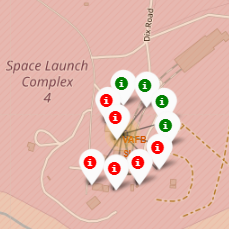 Dix Road
Space Launch
Complex
4